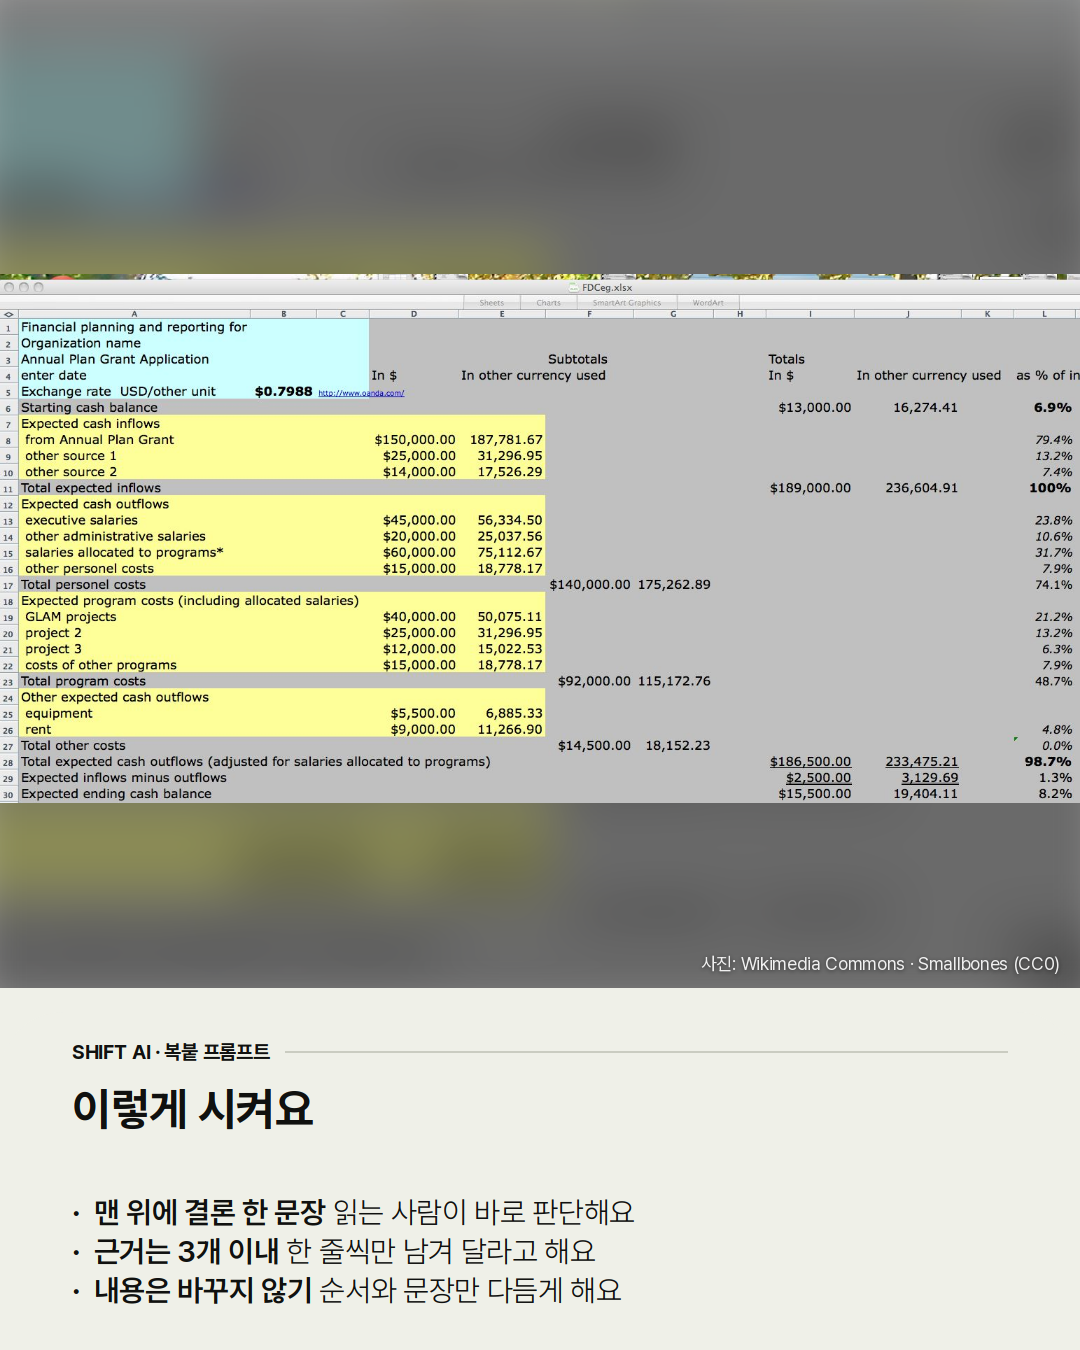 FDCeg.xlsx
Sheets Charts SmartArt Graphics WordArt
A B C D E F G H I J K L
1 Financial planning and reporting for
2 Organization name
3 Annual Plan Grant Application Subtotals Totals
4 enter date In $ In other currency used In $ In other currency used as % of in
5 Exchange rate USD/other unit $0.7988 http://www.oanda.com/
6 Starting cash balance $13,000.00 16,274.41 6.9%
7 Expected cash inflows
8 from Annual Plan Grant $150,000.00 187,781.67 79.4%
9 other source 1 $25,000.00 31,296.95 13.2%
10 other source 2 $14,000.00 17,526.29 7.4%
11 Total expected inflows $189,000.00 236,604.91 100%
12 Expected cash outflows
13 executive salaries $45,000.00 56,334.50 23.8%
14 other administrative salaries $20,000.00 25,037.56 10.6%
15 salaries allocated to programs* $60,000.00 75,112.67 31.7%
16 other personel costs $15,000.00 18,778.17 7.9%
17 Total personel costs $140,000.00 175,262.89 74.1%
18 Expected program costs (including allocated salaries)
19 GLAM projects $40,000.00 50,075.11 21.2%
20 project 2 $25,000.00 31,296.95 13.2%
21 project 3 $12,000.00 15,022.53 6.3%
22 costs of other programs $15,000.00 18,778.17 7.9%
23 Total program costs $92,000.00 115,172.76 48.7%
24 Other expected cash outflows
25 equipment $5,500.00 6,885.33
26 rent $9,000.00 11,266.90 4.8%
27 Total other costs $14,500.00 18,152.23 0.0%
28 Total expected cash outflows (adjusted for salaries allocated to programs) $186,500.00 233,475.21 98.7%
29 Expected inflows minus outflows $2,500.00 3,129.69 1.3%
30 Expected ending cash balance $15,500.00 19,404.11 8.2%
사진: Wikimedia Commons · Smallbones (CC0)
SHIFT AI · 복붙 프롬프트
이렇게 시켜요
• 맨 위에 결론 한 문장 읽는 사람이 바로 판단해요
• 근거는 3개 이내 한 줄씩만 남겨 달라고 해요
• 내용은 바꾸지 않기 순서와 문장만 다듬게 해요